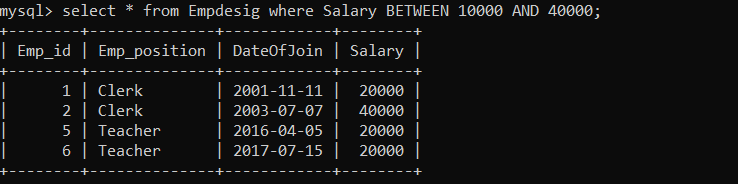 mysql> select * from Empdesig where Salary BETWEEN 10000 AND 40000;
+--------+--------------+------------+--------+
| Emp_id | Emp_position | DateOfJoin | Salary |
+--------+--------------+------------+--------+
|      1 | Clerk        | 2001-11-11 |  20000 |
|      2 | Clerk        | 2003-07-07 |  40000 |
|      5 | Teacher      | 2016-04-05 |  20000 |
|      6 | Teacher      | 2017-07-15 |  20000 |
+--------+--------------+------------+--------+